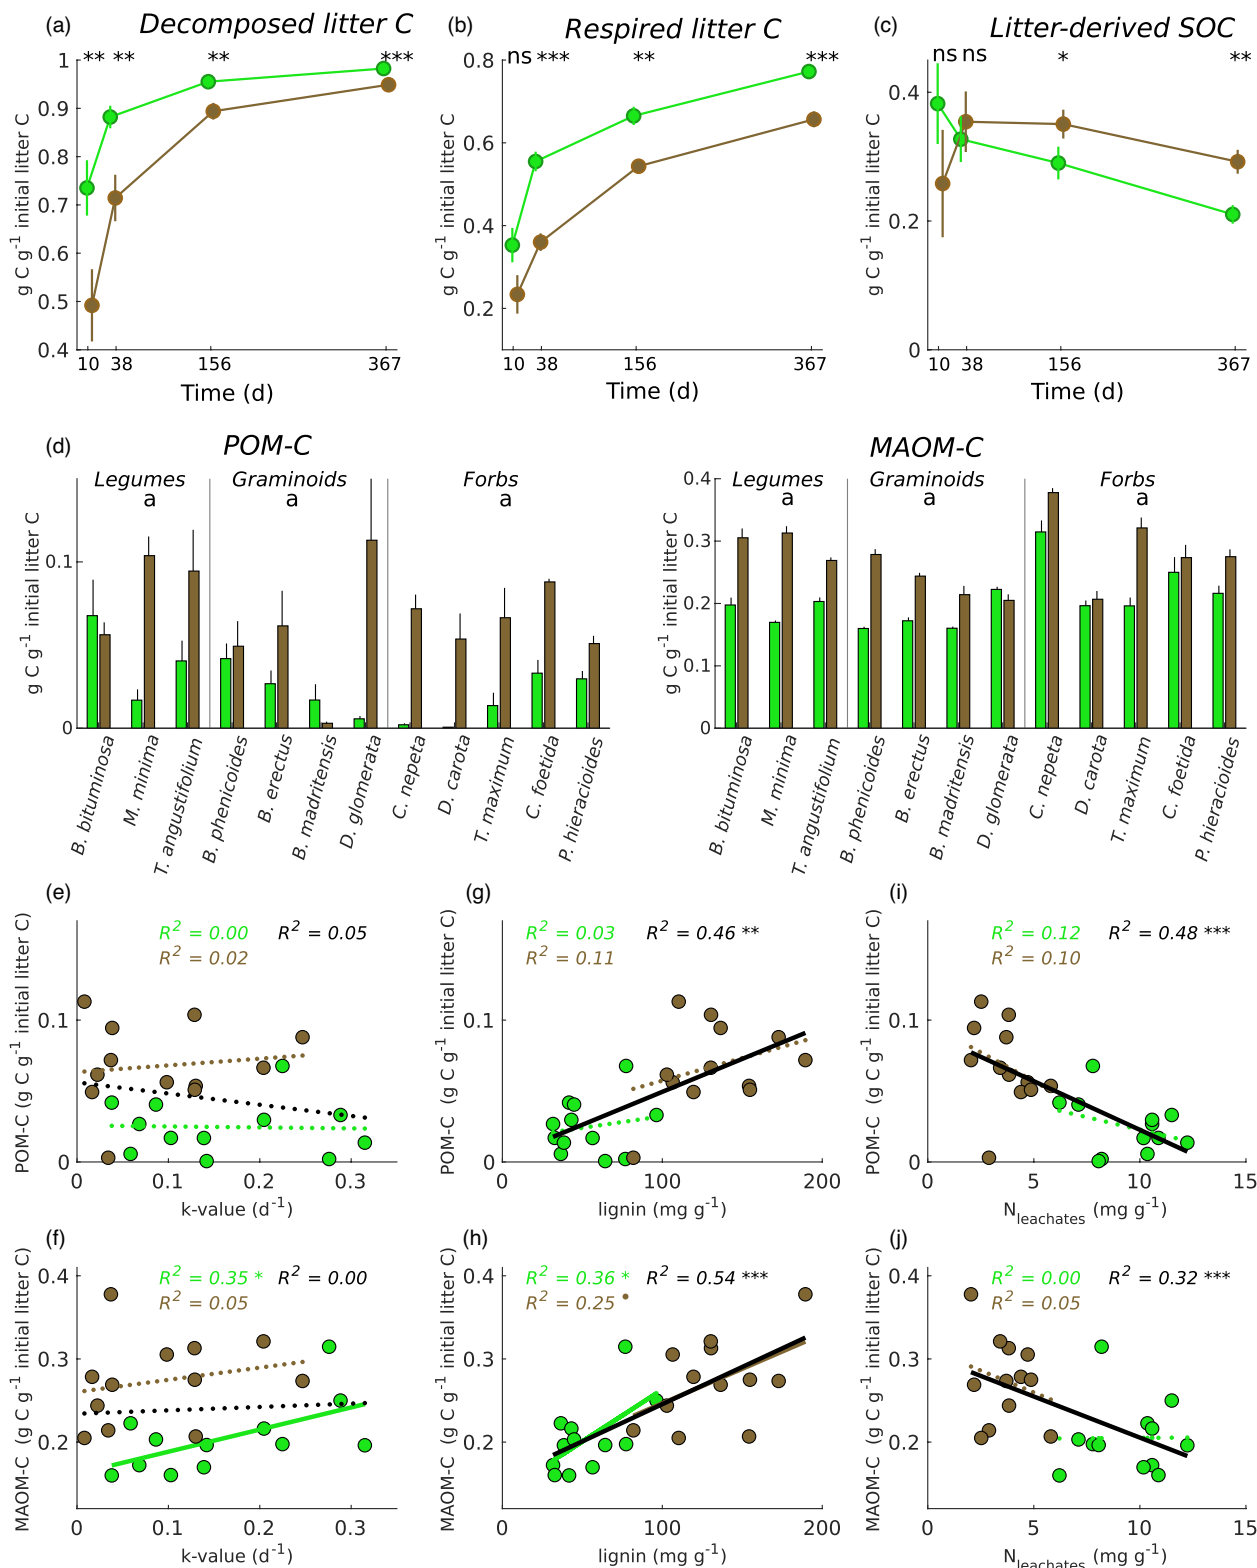 (a) Decomposed litter C
** ** ** ***
g C g-1 initial litter C
1
0.9
0.8
0.7
0.6
0.5
0.4
10 38 156 367
Time (d)
(b) Respired litter C
ns *** ** ***
g C g-1 initial litter C
0.8
0.6
0.4
0.2
10 38 156 367
Time (d)
(c) Litter-derived SOC
ns ns * **
g C g-1 initial litter C
0.4
0.2
0
10 38 156 367
Time (d)
(d) POM-C
Legumes Graminoids Forbs
a a a
g C g-1 initial litter C
0.1
0
B. bituminosa
M. minima
T. angustifolium
B. phenicoides
B. erectus
B. madritensis
D. glomerata
C. nepeta
D. carota
T. maximum
C. foetida
P. hieracioides
MAOM-C
Legumes Graminoids Forbs
a a a
g C g-1 initial litter C
0.4
0.3
0.2
0.1
0
B. bituminosa
M. minima
T. angustifolium
B. phenicoides
B. erectus
B. madritensis
D. glomerata
C. nepeta
D. carota
T. maximum
C. foetida
P. hieracioides
(e)
R2 = 0.00 R2 = 0.05
R2 = 0.02
POM-C (g C g-1 initial litter C)
0.1
0
0 0.1 0.2 0.3
k-value (d-1)
(g)
R2 = 0.03 R2 = 0.46 **
R2 = 0.11
POM-C (g C g-1 initial litter C)
0.1
0
0 100 200
lignin (mg g-1)
(i)
R2 = 0.12 R2 = 0.48 ***
R2 = 0.10
POM-C (g C g-1 initial litter C)
0.1
0
0 5 10 15
Nleachates (mg g-1)
(f)
R2 = 0.35 * R2 = 0.00
R2 = 0.05
MAOM-C (g C g-1 initial litter C)
0.4
0.3
0.2
0 0.1 0.2 0.3
k-value (d-1)
(h)
R2 = 0.36 * R2 = 0.54 ***
R2 = 0.25 •
MAOM-C (g C g-1 initial litter C)
0.4
0.3
0.2
0 100 200
lignin (mg g-1)
(j)
R2 = 0.00 R2 = 0.32 ***
R2 = 0.05
MAOM-C (g C g-1 initial litter C)
0.4
0.3
0.2
0 5 10 15
Nleachates (mg g-1)